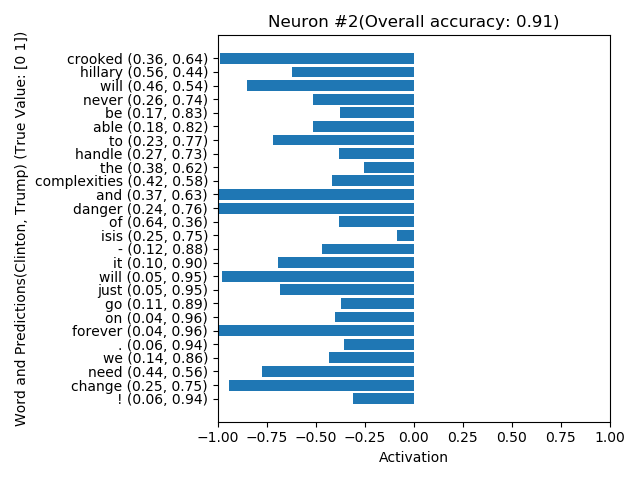 Neuron #2(Overall accuracy: 0.91)
Word and Predictions(Clinton, Trump) (True Value: [0 1])
crooked (0.36, 0.64)
hillary (0.56, 0.44)
will (0.46, 0.54)
never (0.26, 0.74)
be (0.17, 0.83)
able (0.18, 0.82)
to (0.23, 0.77)
handle (0.27, 0.73)
the (0.38, 0.62)
complexities (0.42, 0.58)
and (0.37, 0.63)
danger (0.24, 0.76)
of (0.64, 0.36)
isis (0.25, 0.75)
- (0.12, 0.88)
it (0.10, 0.90)
will (0.05, 0.95)
just (0.05, 0.95)
go (0.11, 0.89)
on (0.04, 0.96)
forever (0.04, 0.96)
. (0.06, 0.94)
we (0.14, 0.86)
need (0.44, 0.56)
change (0.25, 0.75)
! (0.06, 0.94)
−1.00 −0.75 −0.50 −0.25 0.00 0.25 0.50 0.75 1.00
Activation